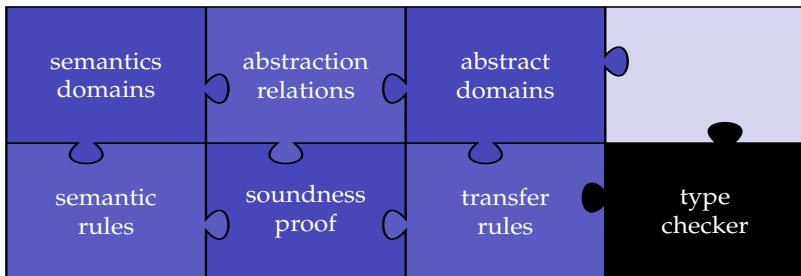 semantics
domains
abstraction
relations
abstract
domains
semantic
rules
soundness
proof
transfer
rules
type
checker